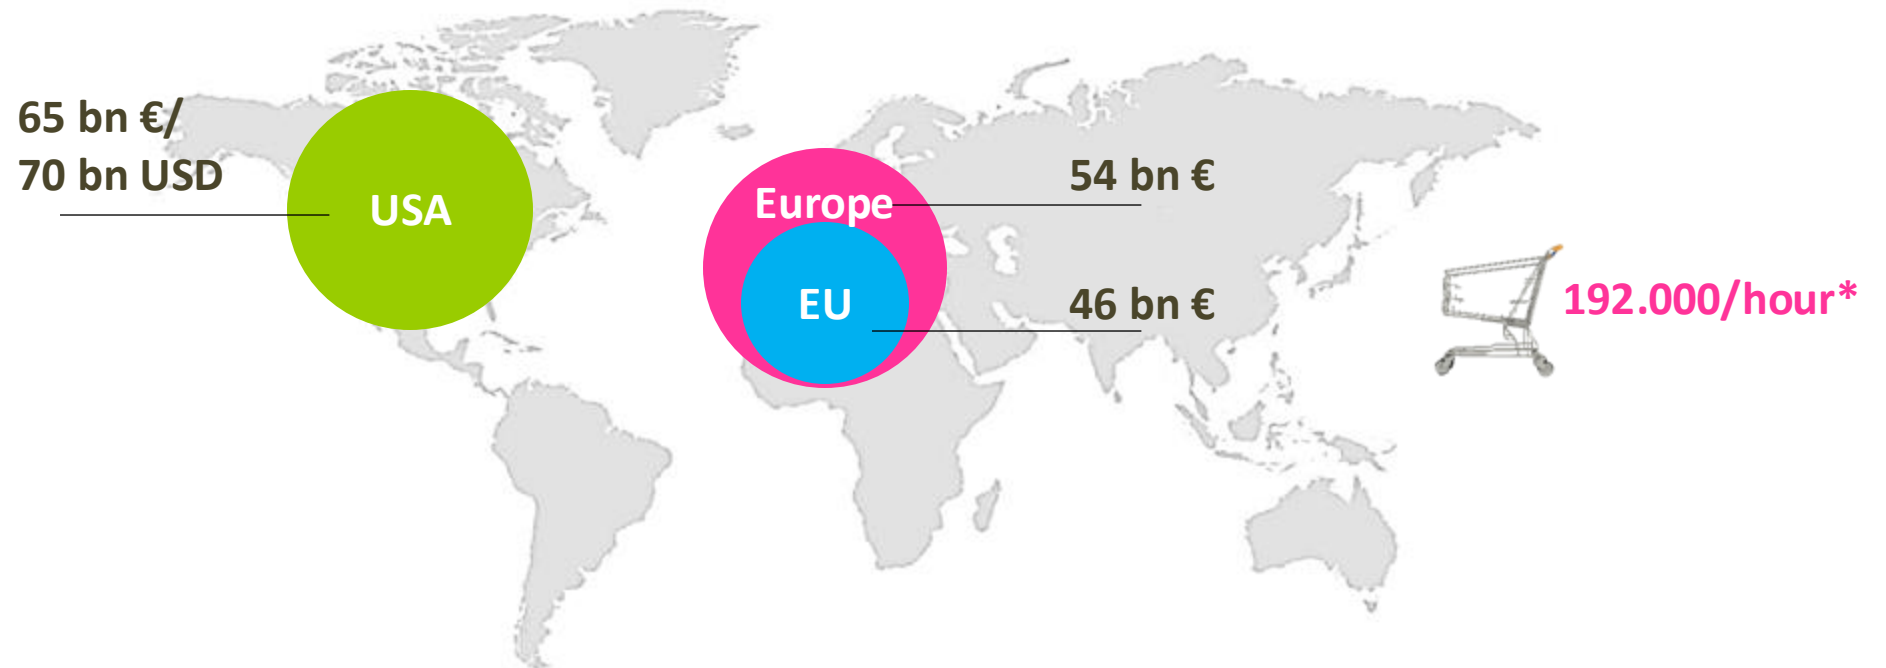 65 bn €/
70 bn USD
USA
Europe
54 bn €
EU
46 bn €
192.000/hour*